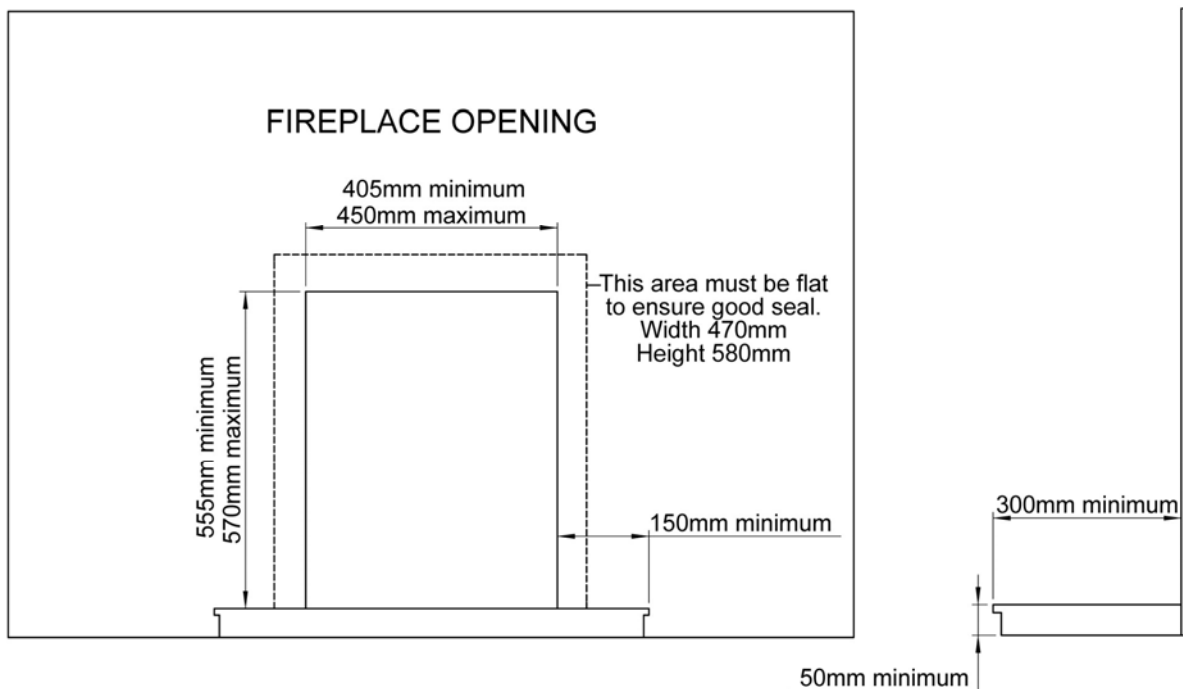 FIREPLACE OPENING
405mm minimum
450mm maximum
This area must be flat
to ensure good seal.
Width 470mm
Height 580mm
555mm minimum
570mm maximum
150mm minimum
300mm minimum
50mm minimum